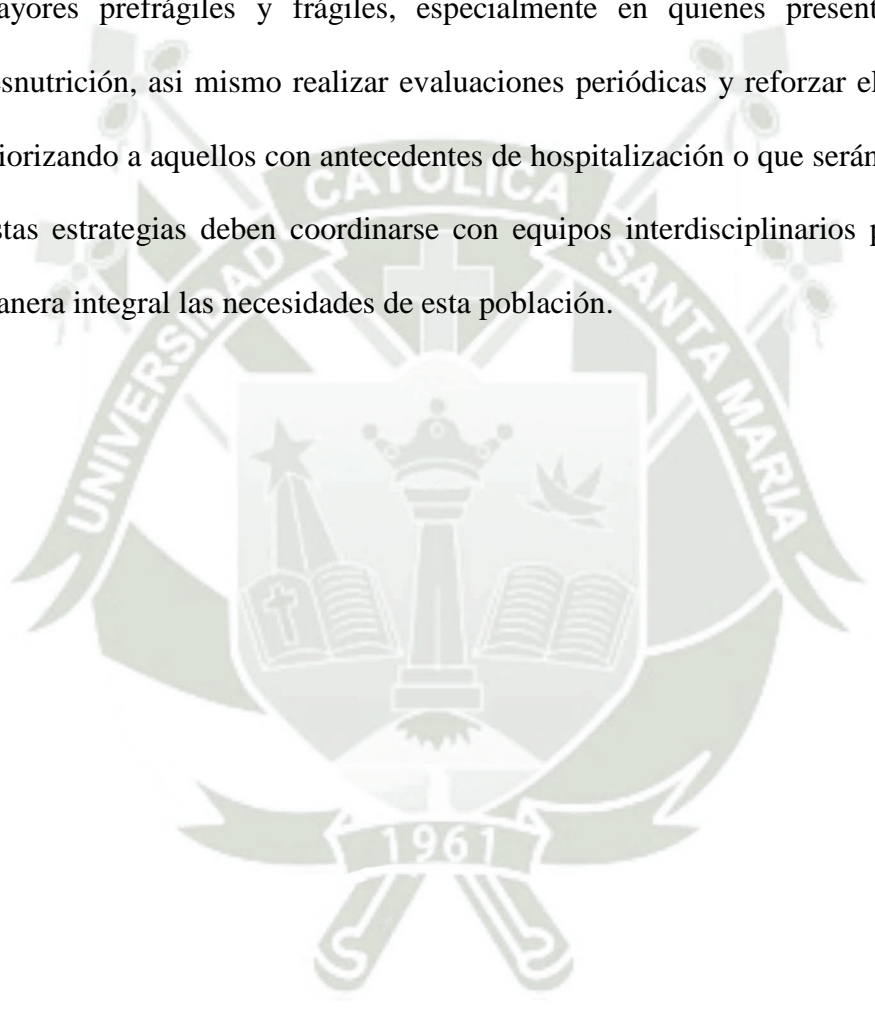 ayores prefrágiles y frágiles, especialmente en quienes present
snutrición, asi mismo realizar evaluaciones periódicas y reforzar el
iorizando a aquellos con antecedentes de hospitalización o que serán
stas estrategias deben coordinarse con equipos interdisciplinarios p
anera integral las necesidades de esta población.
UNIVERSIDAD CATOLICA SANTA MARIA
1961